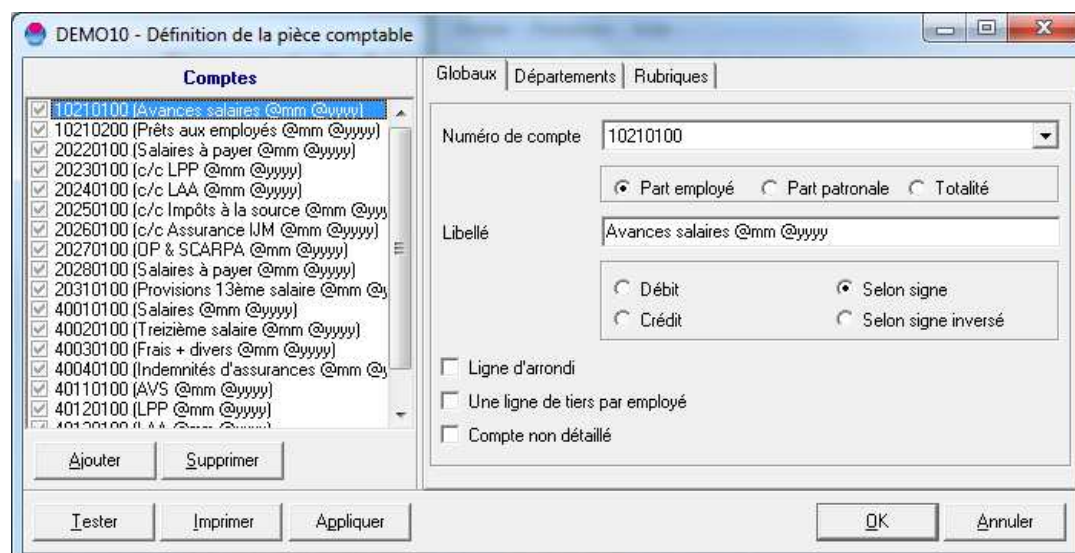 DEMO10 - Définition de la pièce comptable
Comptes
10210100 (Avances salaires @mm @yyyy)
10210200 (Prêts aux employés @mm @yyyy)
20220100 (Salaires à payer @mm @yyyy)
20230100 (c/c LPP @mm @yyyy)
20240100 (c/c LAA @mm @yyyy)
20250100 (c/c Impôts à la source @mm @yyy
20260100 (c/c Assurance IJM @mm @yyyy)
20270100 (OP & SCARPA @mm @yyyy)
20280100 (Salaires à payer @mm @yyyy)
20310100 (Provisions 13ème salaire @mm @y
40010100 (Salaires @mm @yyyy)
40020100 (Treizième salaire @mm @yyyy)
40030100 (Frais + divers @mm @yyyy)
40040100 (Indemnités d'assurances @mm @y
40110100 (AVS @mm @yyyy)
40120100 (LPP @mm @yyyy)
Ajouter Supprimer
Globaux Départements Rubriques
Numéro de compte 10210100
Part employé Part patronale Totalité
Libellé Avances salaires @mm @yyyy
Débit Selon signe
Crédit Selon signe inversé
Ligne d'arrondi
Une ligne de tiers par employé
Compte non détaillé
Tester Imprimer Appliquer OK Annuler